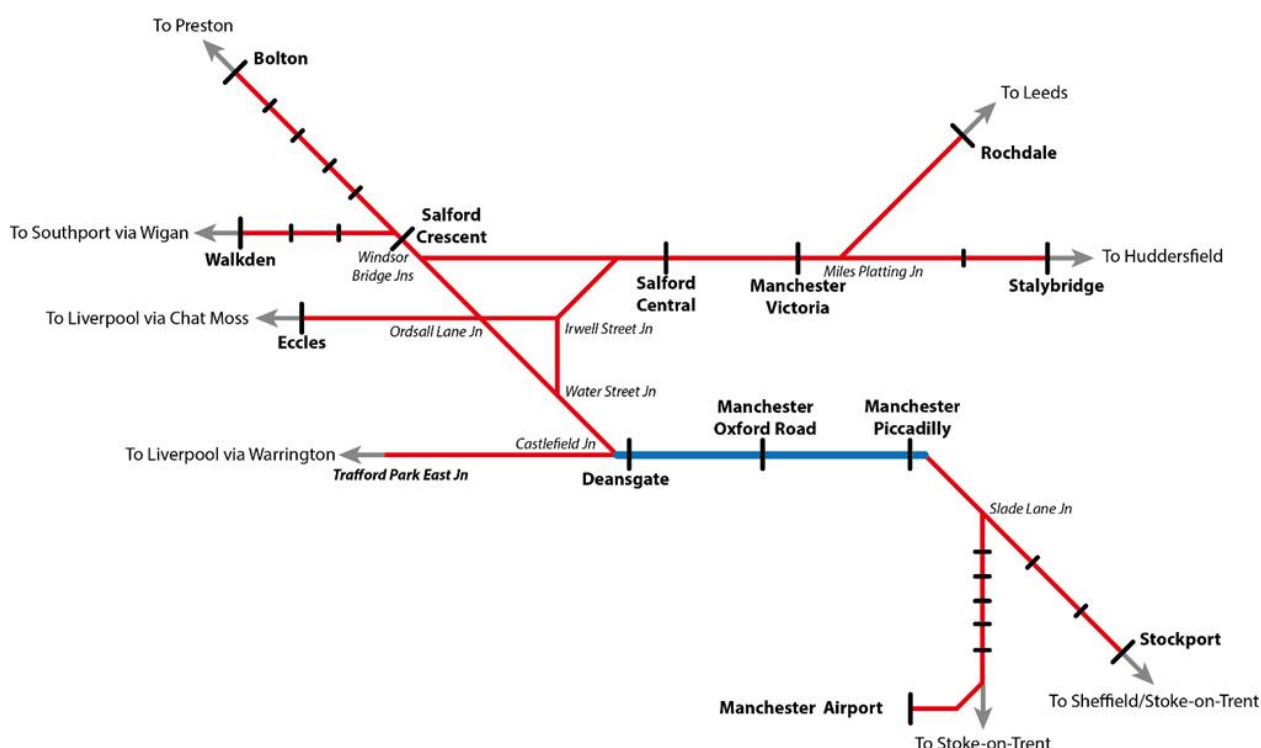 To Preston
Bolton
To Leeds
Rochdale
To Southport via Wigan
Walkden
Salford
Crescent
Windsor
Bridge Jns
Salford
Central
Manchester
Victoria
Miles Platting Jn
Stalybridge
To Huddersfield
To Liverpool via Chat Moss
Eccles
Ordsall Lane Jn
Irwell Street Jn
Water Street Jn
Manchester
Oxford Road
Manchester
Piccadilly
To Liverpool via Warrington
Trafford Park East Jn
Castlefield Jn
Deansgate
Slade Lane Jn
Stockport
To Sheffield/Stoke-on-Trent
Manchester Airport
To Stoke-on-Trent